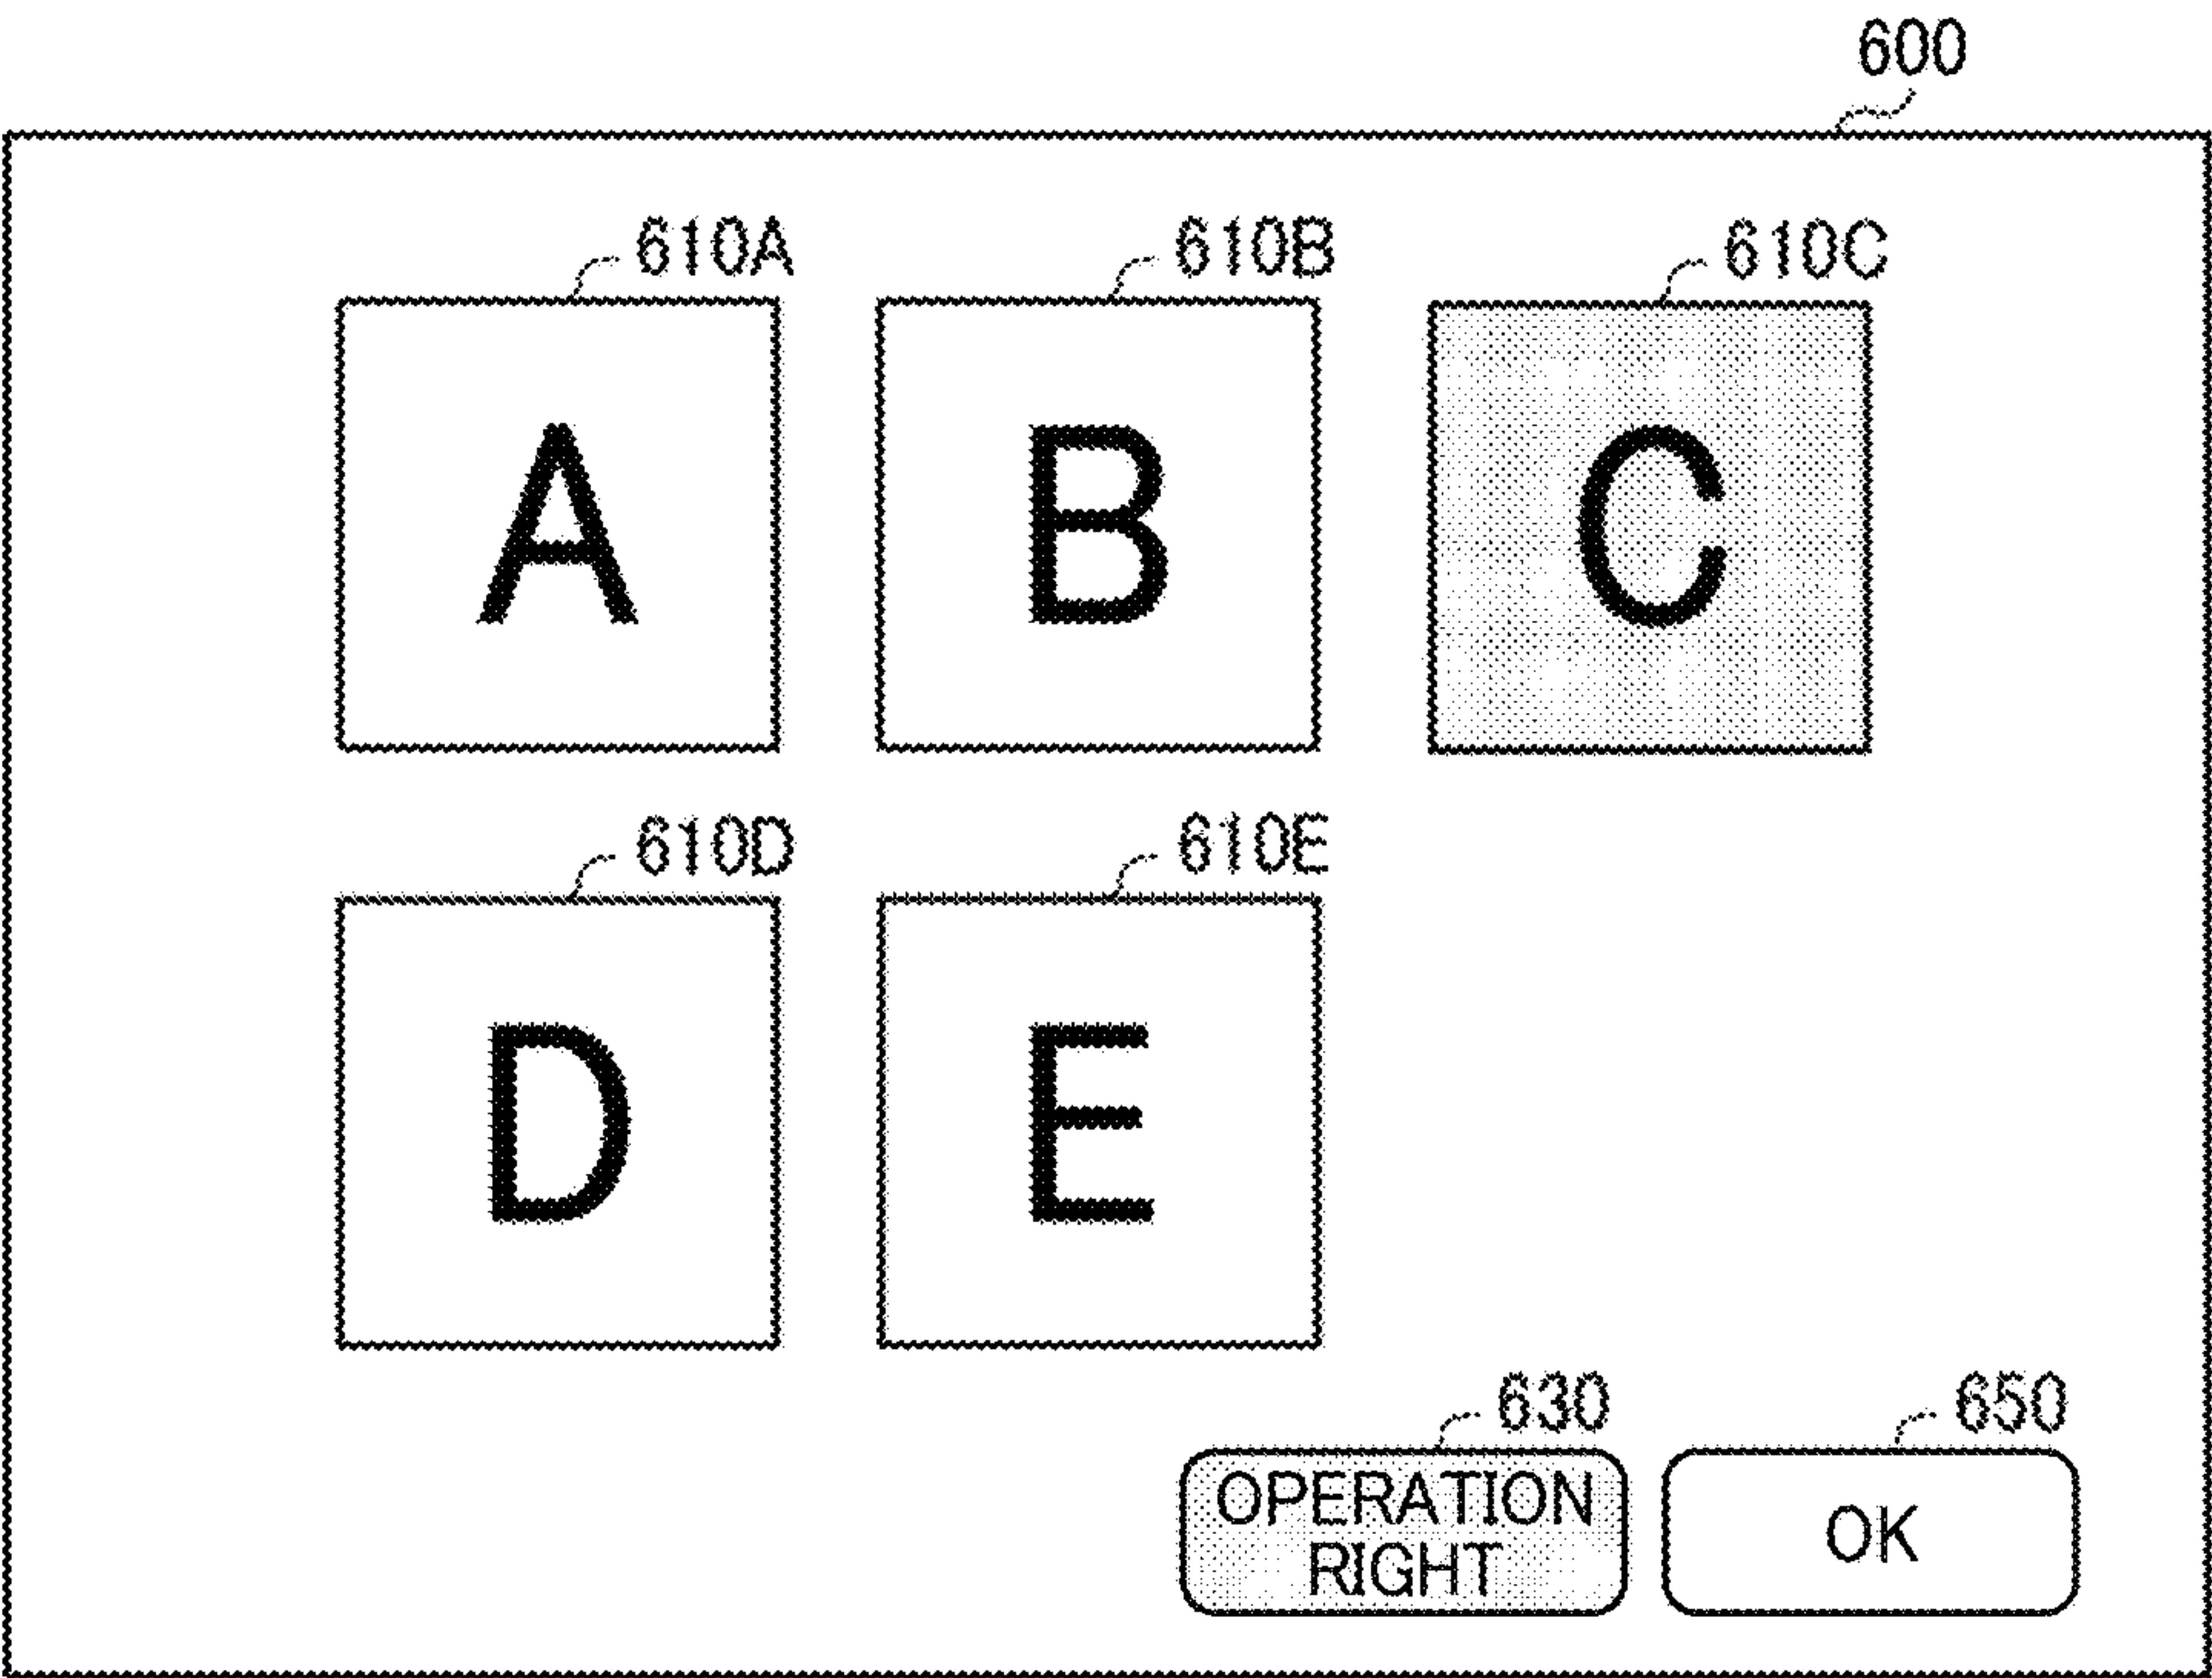 600
610A 610B 610C
A B C
610D 610E
D E
630 650
OPERATION
RIGHT
OK